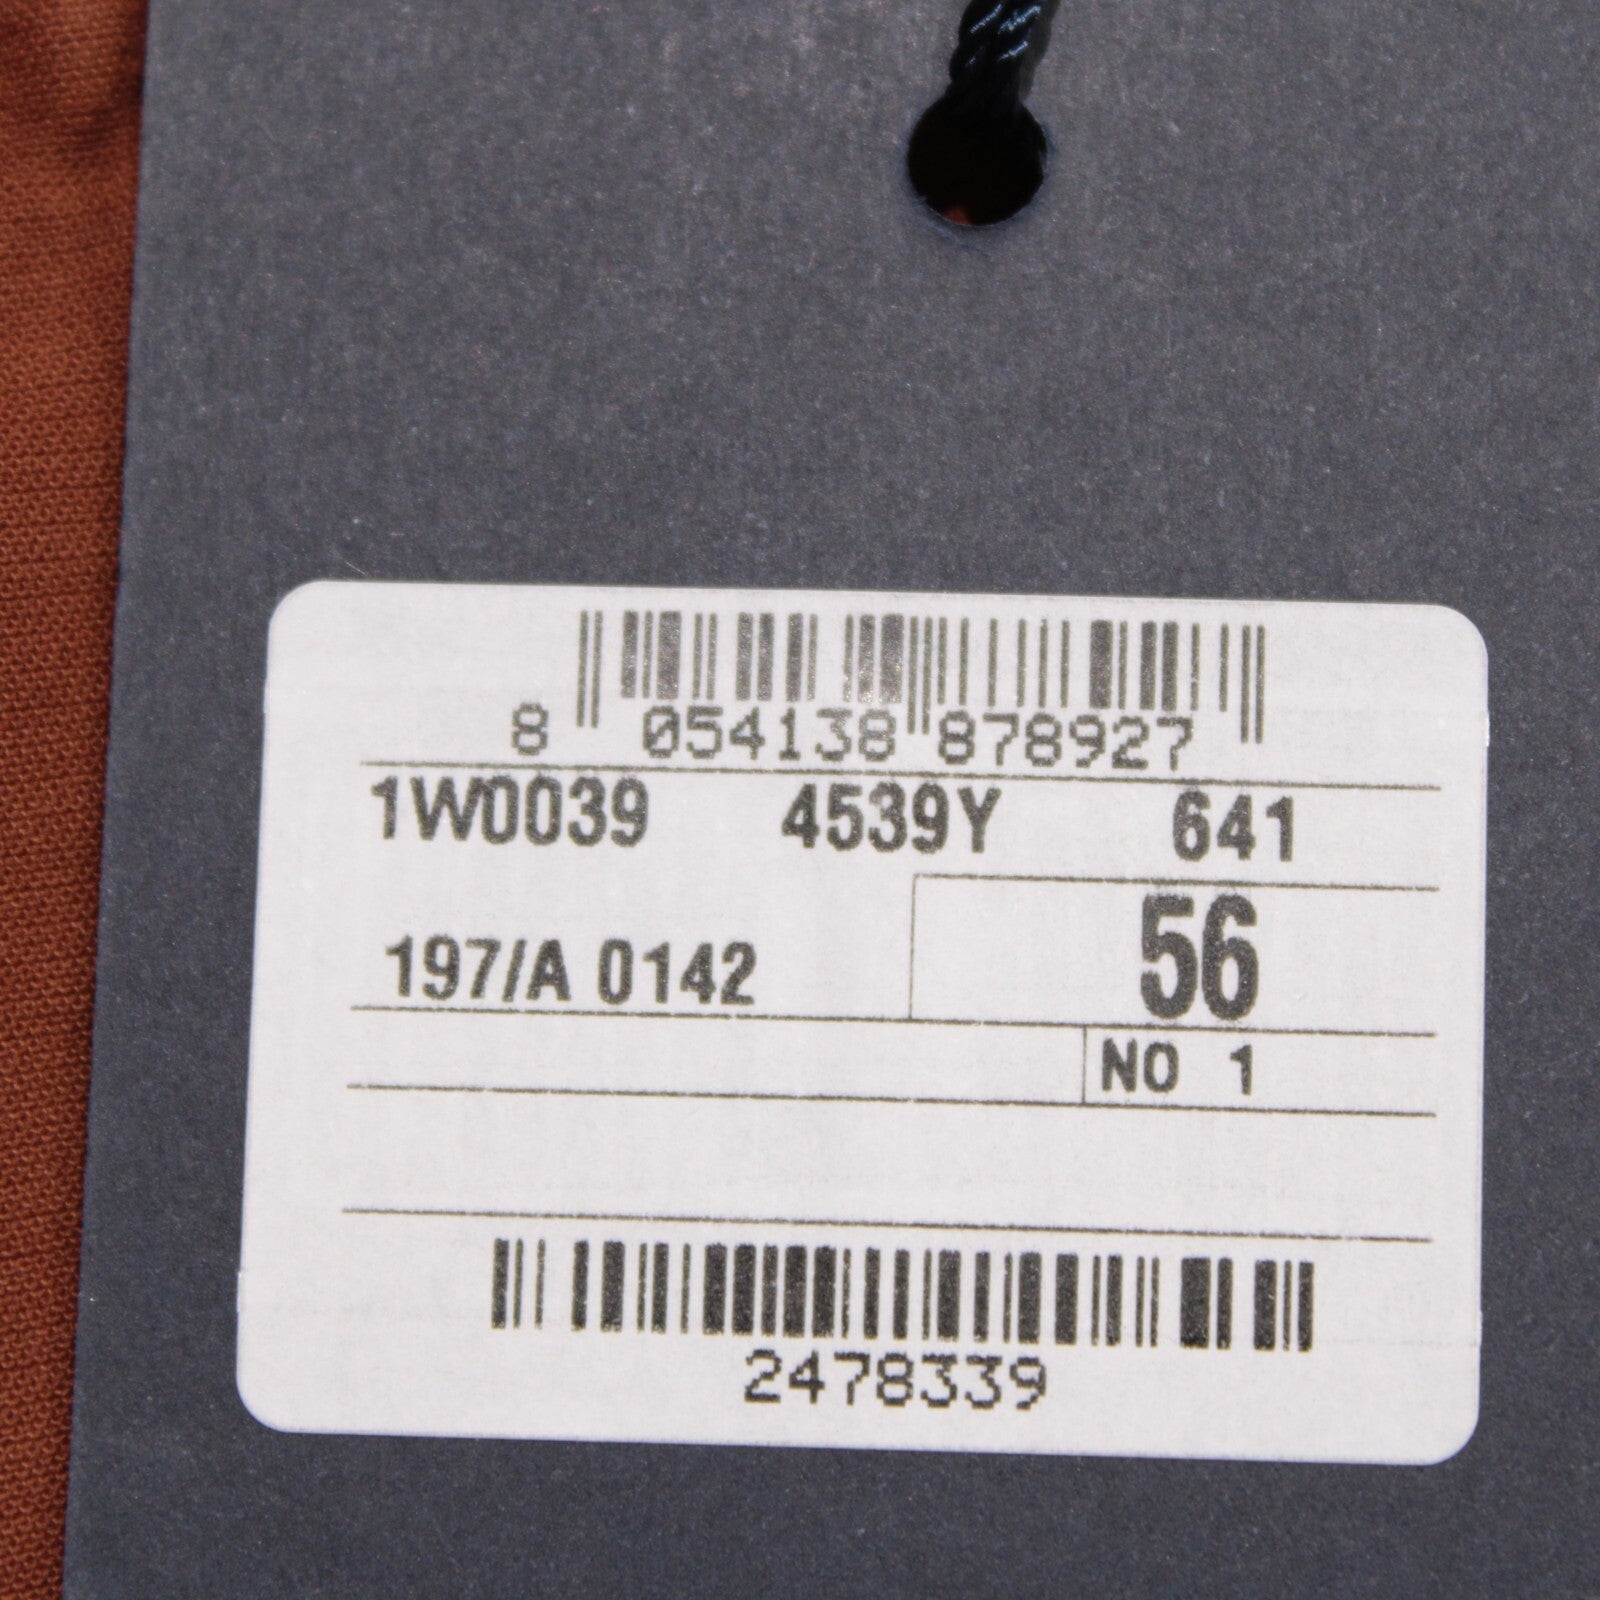 8 054138 878927
1W0039 4539Y 641
197/A 0142 56
NO 1
2478339